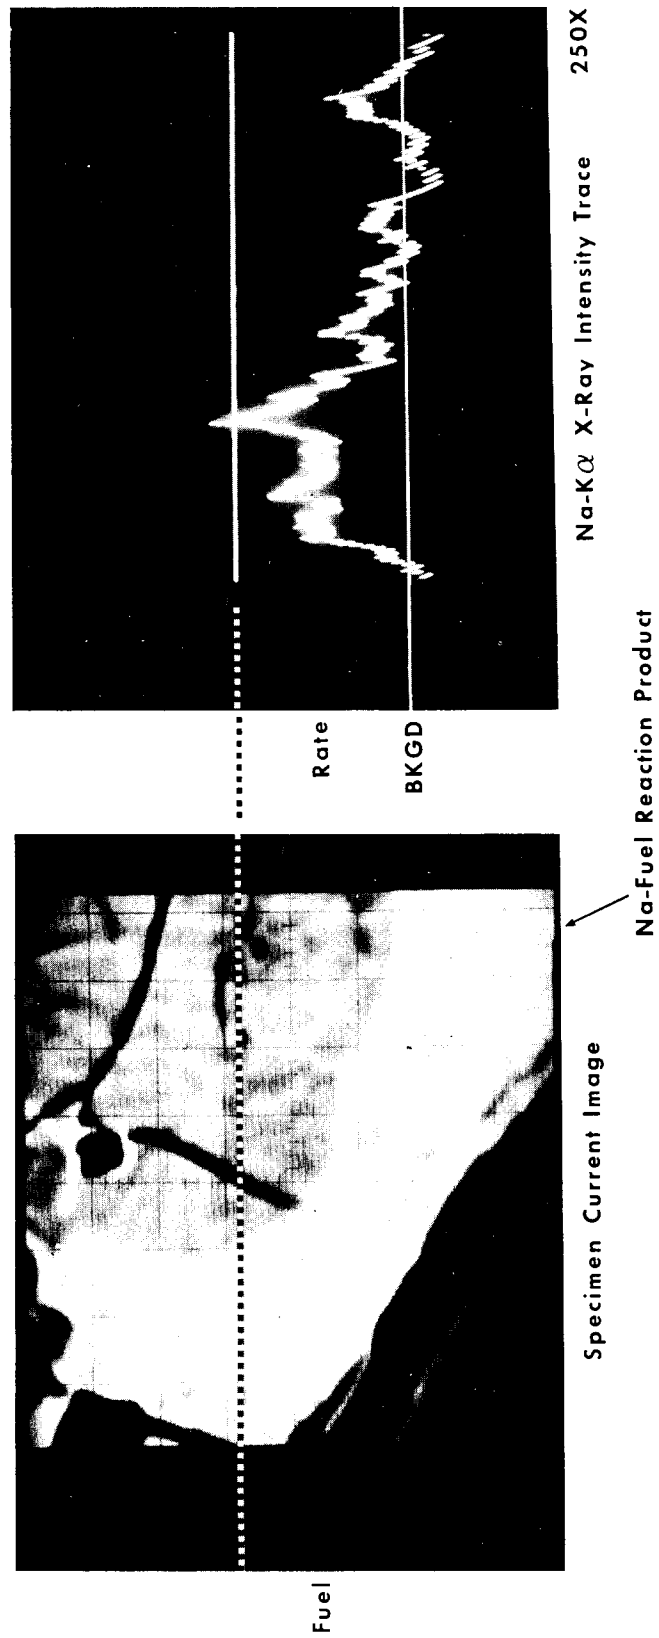 Fuel
Specimen Current Image
Na-Fuel Reaction Product
Rate
BKGD
Na-Kα X-Ray Intensity Trace
250X